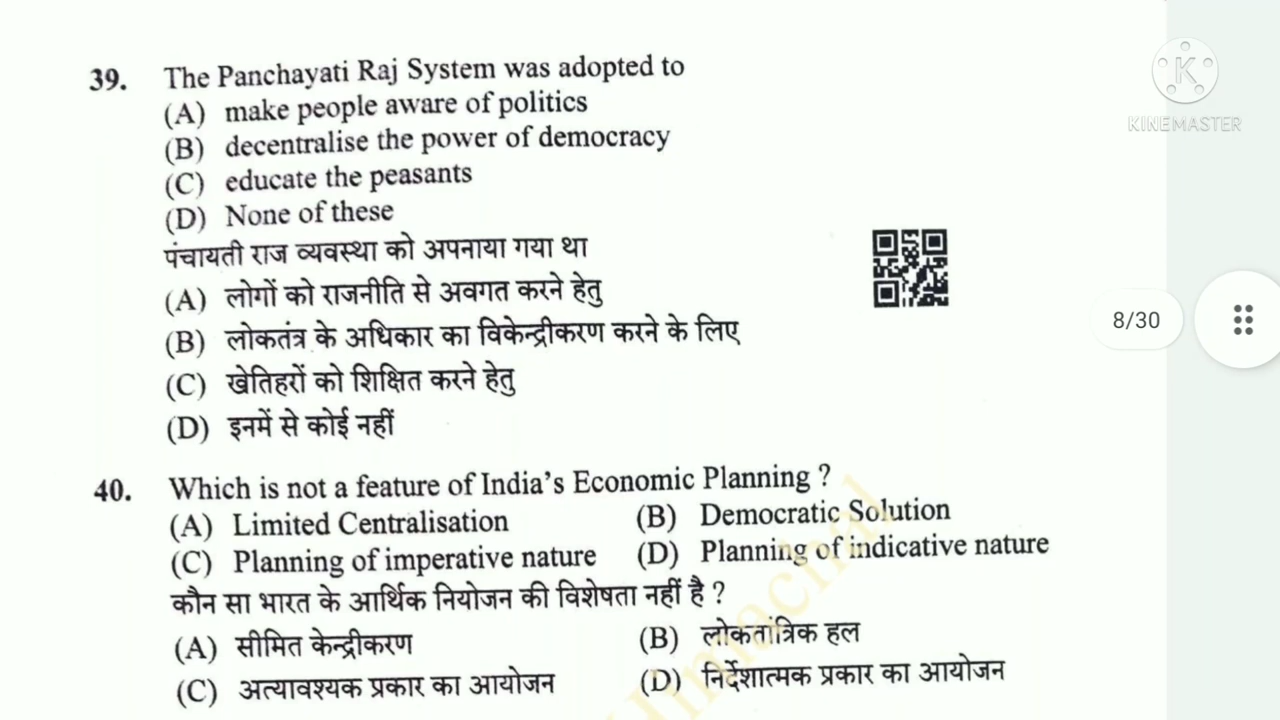 39. The Panchayati Raj System was adopted to
(A) make people aware of politics
(B) decentralise the power of democracy
(C) educate the peasants
(D) None of these
पंचायती राज व्यवस्था को अपनाया गया था
(A) लोगों को राजनीति से अवगत करने हेतु
(B) लोकतंत्र के अधिकार का विकेन्द्रीकरण करने के लिए
(C) खेतिहरों को शिक्षित करने हेतु
(D) इनमें से कोई नहीं
40. Which is not a feature of India's Economic Planning ?
(A) Limited Centralisation (B) Democratic Solution
(C) Planning of imperative nature (D) Planning of indicative nature
कौन सा भारत के आर्थिक नियोजन की विशेषता नहीं है ?
(A) सीमित केन्द्रीकरण (B) लोकतांत्रिक हल
(C) अत्यावश्यक प्रकार का आयोजन (D) निर्देशात्मक प्रकार का आयोजन
K
KINEMASTER
8/30
Himachal